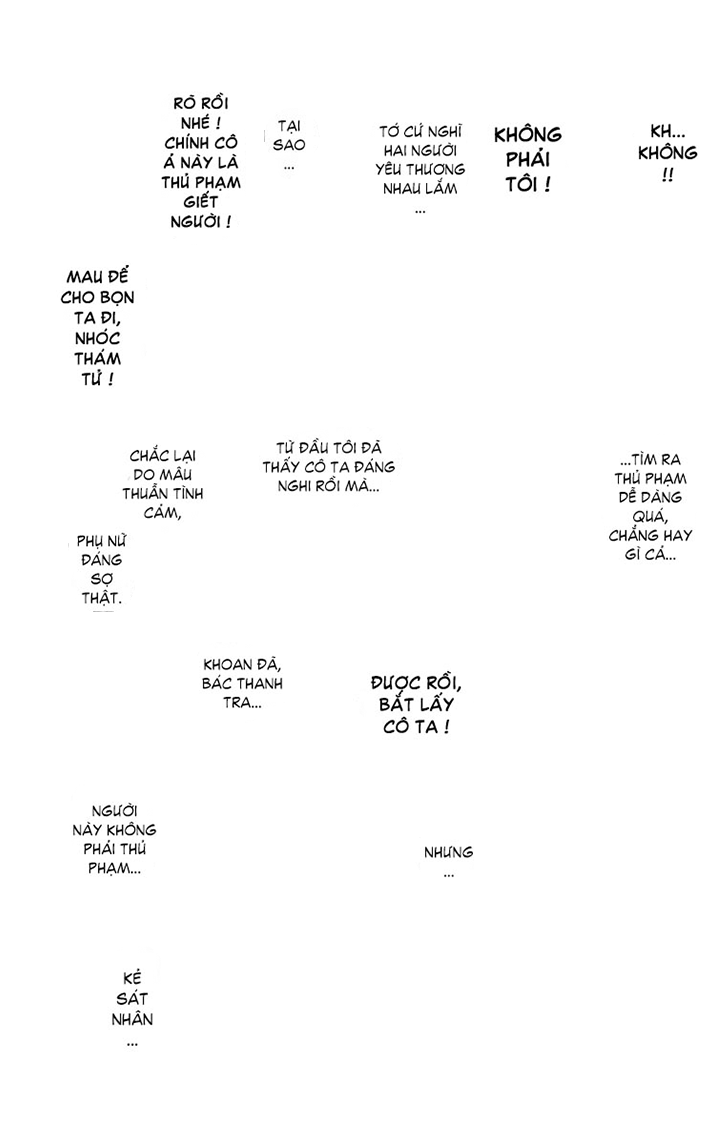 KH...
KHÔNG
!!
KHÔNG
PHẢI
TÔI !
TỚ CỨ NGHĨ
HAI NGƯỜI
YÊU THƯƠNG
NHAU LẮM
...
TẠI
SAO
...
RÕ RỒI
NHÉ !
CHÍNH CÔ
Ả NÀY LÀ
THỦ PHẠM
GIẾT
NGƯỜI !
MAU ĐỂ
CHO BỌN
TA ĐI,
NHÓC
THÁM
TỬ !
...TÌM RA
THỦ PHẠM
DỄ DÀNG
QUÁ,
CHẲNG HAY
GÌ CẢ...
TỪ ĐẦU TÔI ĐÃ
THẤY CÔ TA ĐÁNG
NGHI RỒI MÀ...
CHẮC LẠI
DO MÂU
THUẪN TÌNH
CẢM,
PHỤ NỮ
ĐÁNG
SỢ
THẬT.
ĐƯỢC RỒI,
BẮT LẤY
CÔ TA !
KHOAN ĐÃ,
BÁC THANH
TRA...
NHƯNG
...
NGƯỜI
NÀY KHÔNG
PHẢI THỦ
PHẠM...
KẺ
SÁT
NHÂN
...